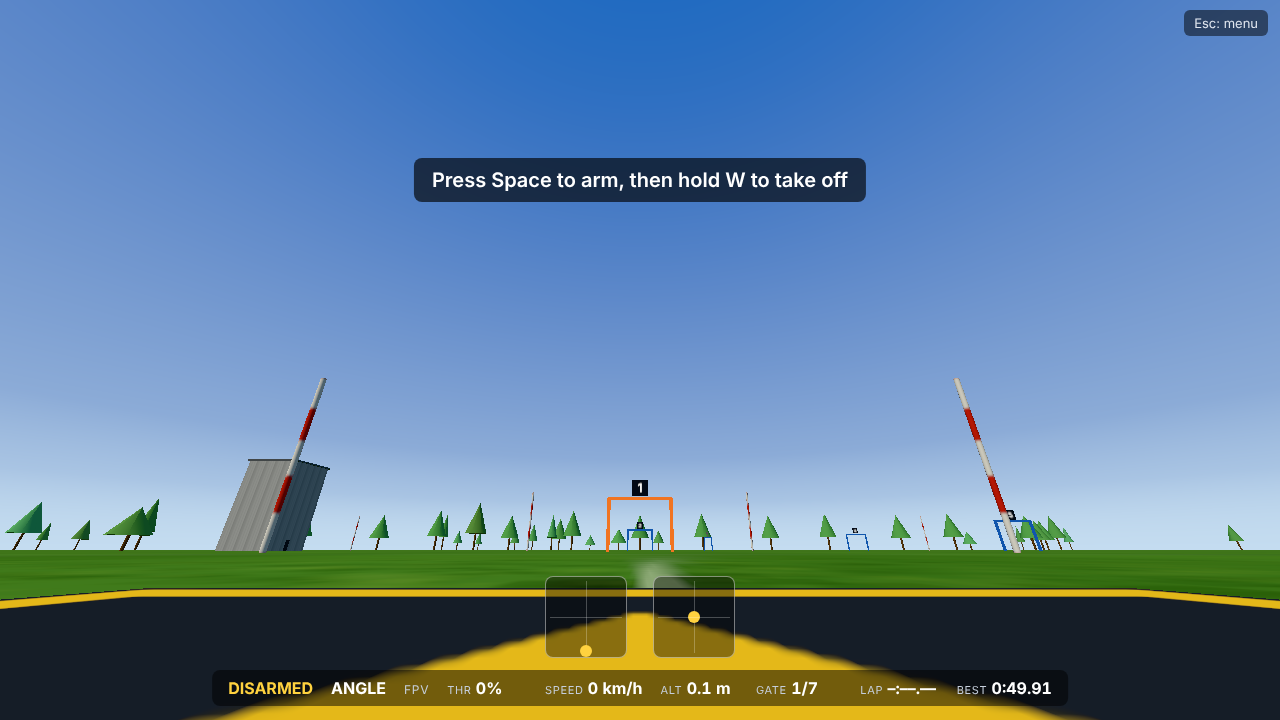 Esc: menu
Press Space to arm, then hold W to take off
1
DISARMED ANGLE FPV THR 0% SPEED 0 km/h ALT 0.1 m GATE 1/7 LAP –:––.–– BEST 0:49.91